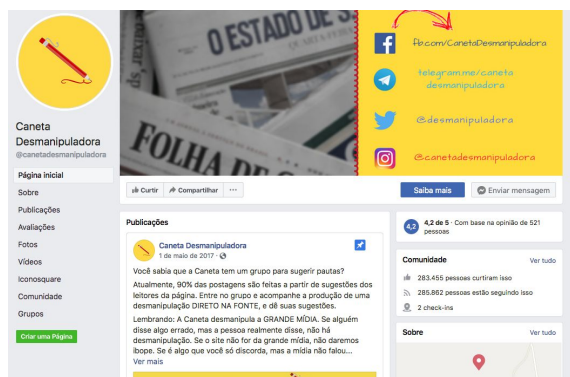 Caneta
Desmanipuladora
@canetadesmanipuladora
Página inicial
Sobre
Publicações
Avaliações
Fotos
Vídeos
Iconosquare
Comunidade
Grupos
Criar uma Página
O ESTADO DE S.
QUARTA-FEIRA
FOLHA DE
fb.com/CanetaDesmanipuladora
telegram.me/caneta
desmanipuladora
@desmanipuladora
@canetadesmanipuladora
Curtir
Compartilhar
Saiba mais
Enviar mensagem
Publicações
Caneta Desmanipuladora
1 de maio de 2017 ·
Você sabia que a Caneta tem um grupo para sugerir pautas?
Atualmente, 90% das postagens são feitas a partir de sugestões dos
leitores da página. Entre no grupo e acompanhe a produção de uma
desmanipulação DIRETO NA FONTE, e dê suas sugestões.
Lembrando: A Caneta desmanipula a GRANDE MÍDIA. Se alguém
disse algo errado, mas a pessoa realmente disse, não há
desmanipulação. Se o site não for da grande mídia, não daremos
ibope. Se é algo que você só discorda, mas a mídia não falou...
Ver mais
4,2
4,2 de 5 · Com base na opinião de 521
pessoas
Comunidade
Ver tudo
283.455 pessoas curtiram isso
285.862 pessoas estão seguindo isso
2 check-ins
Sobre
Ver tudo